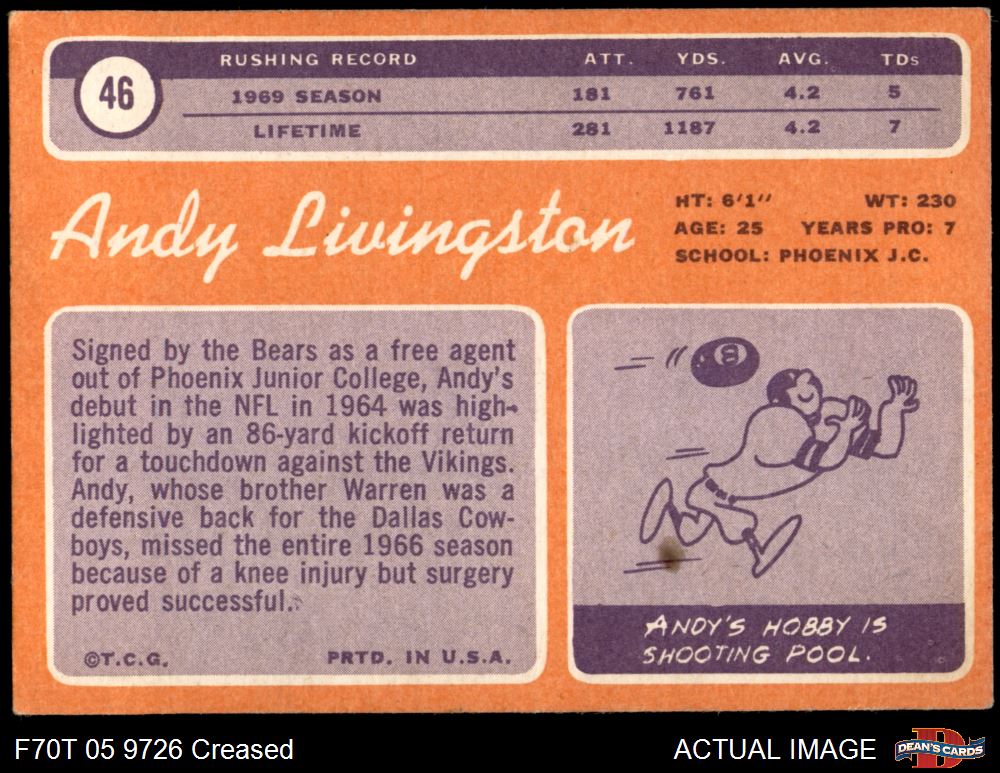 46
RUSHING RECORD ATT. YDS. AVG. TDs
1969 SEASON 181 761 4.2 5
LIFETIME 281 1187 4.2 7
Andy Livingston
HT: 6'1" WT: 230
AGE: 25 YEARS PRO: 7
SCHOOL: PHOENIX J.C.
Signed by the Bears as a free agent
out of Phoenix Junior College, Andy's
debut in the NFL in 1964 was high-
lighted by an 86-yard kickoff return
for a touchdown against the Vikings.
Andy, whose brother Warren was a
defensive back for the Dallas Cow-
boys, missed the entire 1966 season
because of a knee injury but surgery
proved successful.
©T.C.G. PRTD. IN U.S.A.
8
ANDY'S HOBBY IS
SHOOTING POOL.
F70T 05 9726 Creased
ACTUAL IMAGE
D
DEAN'S CARDS